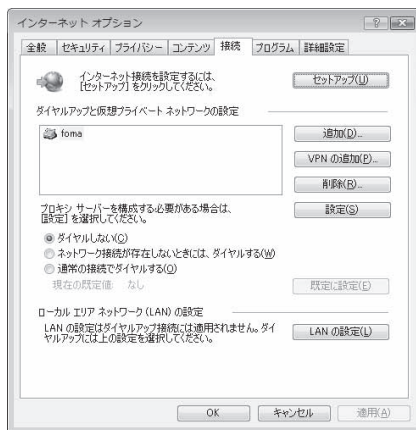 インターネット オプション
全般 セキュリティ プライバシー コンテンツ 接続 プログラム 詳細設定
インターネット接続を設定するには、
[セットアップ] をクリックしてください。
セットアップ(U)
ダイヤルアップと仮想プライベート ネットワークの設定
foma
追加(D)...
VPN の追加(P)...
削除(R)...
プロキシ サーバーを構成する必要がある場合は、
[設定] を選択してください。
設定(S)
ダイヤルしない(C)
ネットワーク接続が存在しないときには、ダイヤルする(W)
通常の接続でダイヤルする(O)
現在の既定値: なし
既定に設定(E)
ローカル エリア ネットワーク (LAN) の設定
LAN の設定はダイヤルアップ接続には適用されません。ダイ
ヤルアップには上の設定を選択してください。
LAN の設定(L)
OK キャンセル 適用(A)